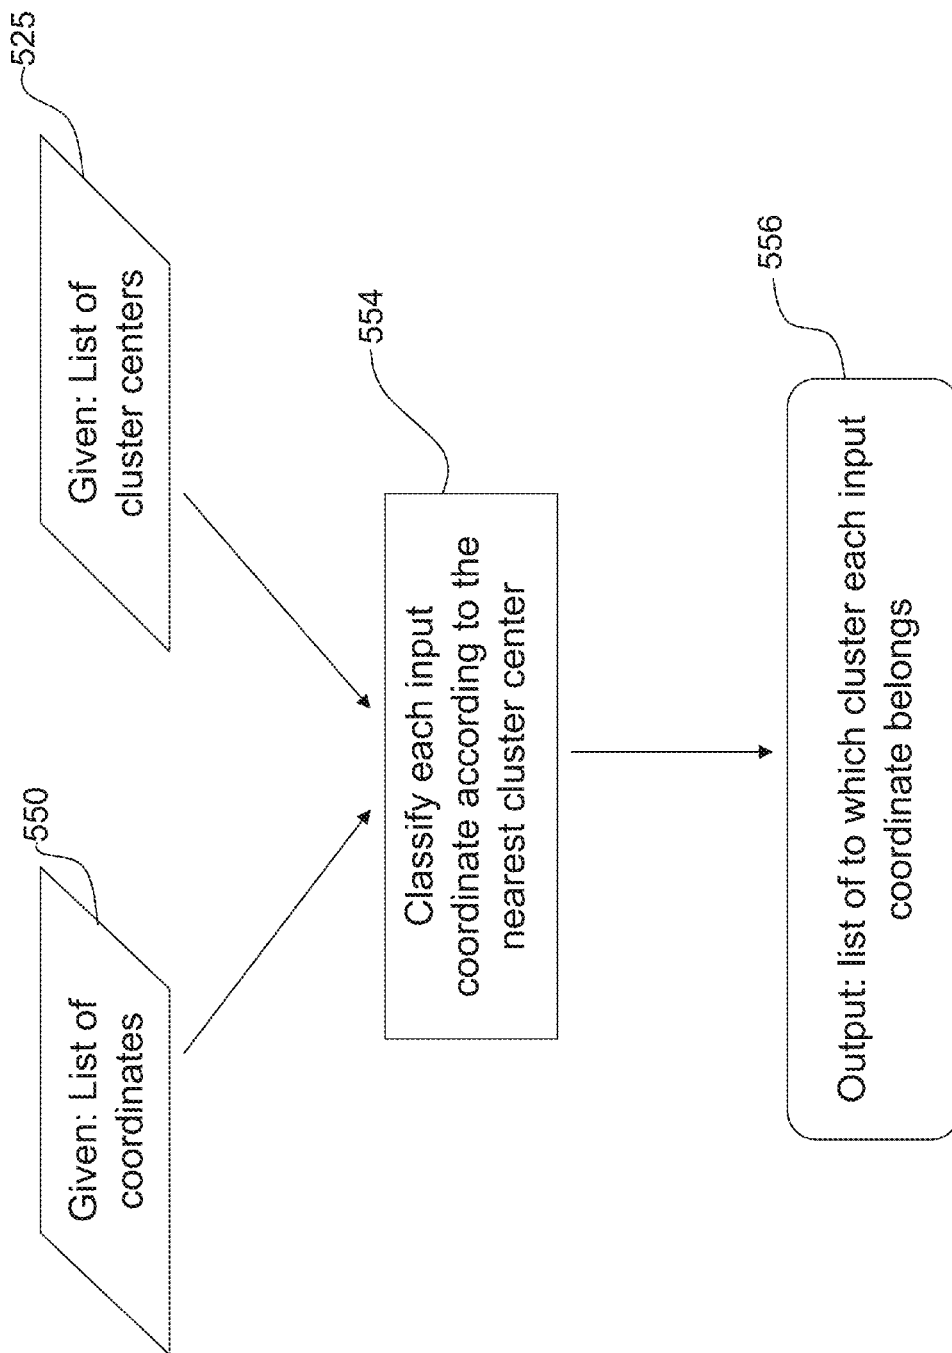 550
Given: List of
coordinates
525
Given: List of
cluster centers
554
Classify each input
coordinate according to the
nearest cluster center
556
Output: list of to which cluster each input
coordinate belongs